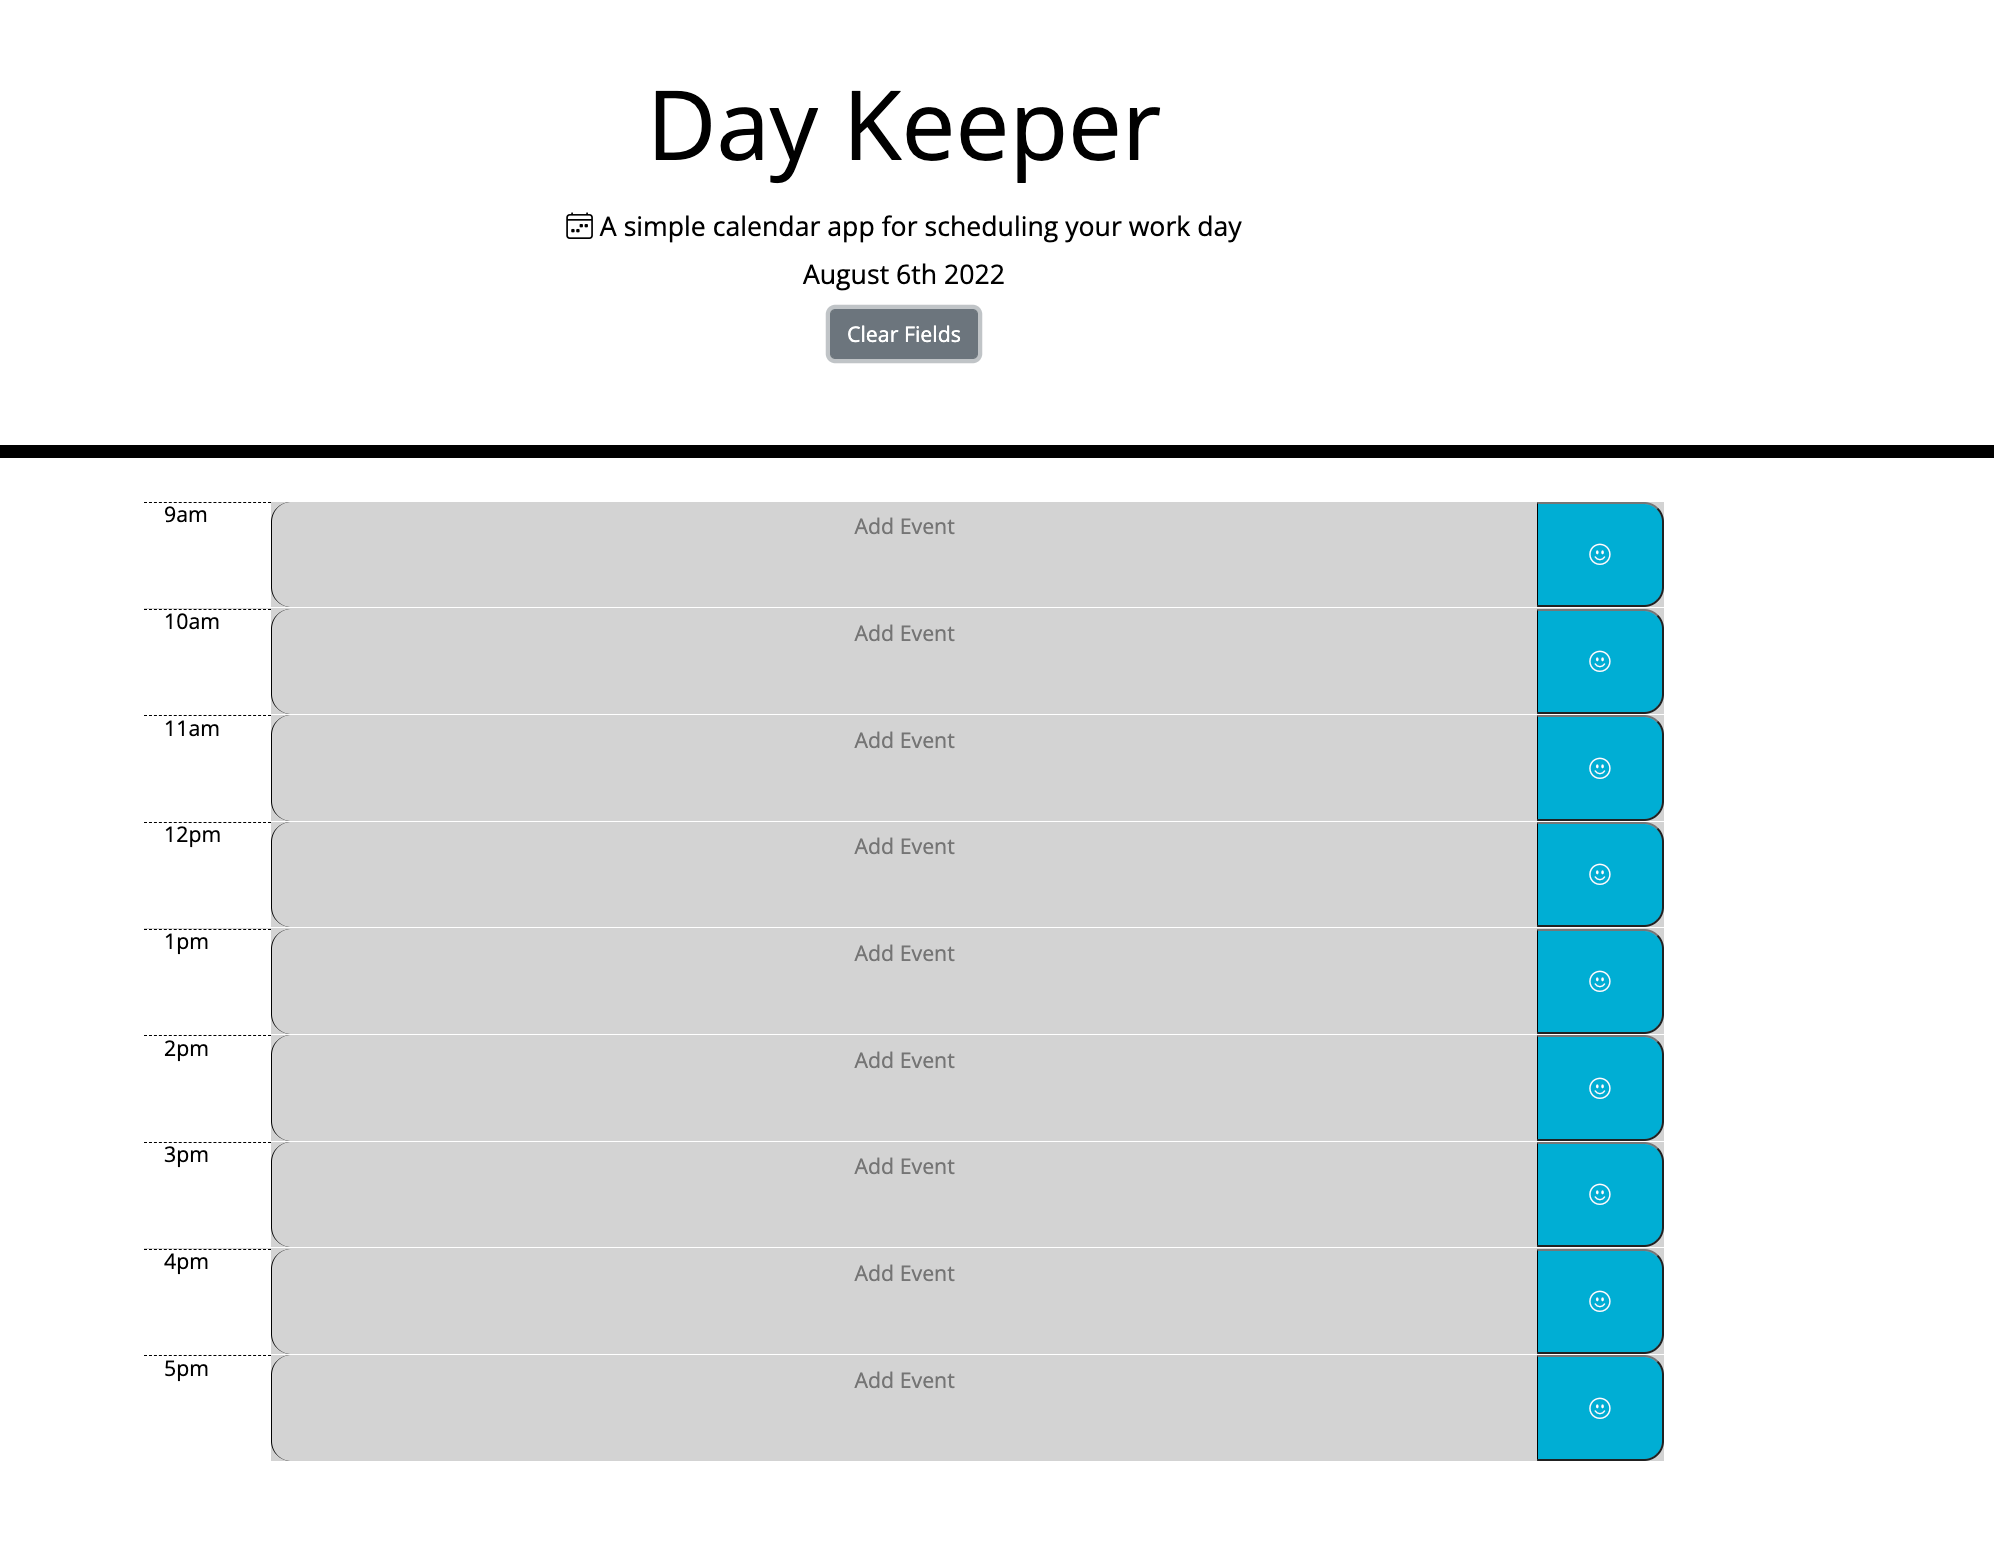 Day Keeper
A simple calendar app for scheduling your work day
August 6th 2022
Clear Fields
9am Add Event
10am Add Event
11am Add Event
12pm Add Event
1pm Add Event
2pm Add Event
3pm Add Event
4pm Add Event
5pm Add Event